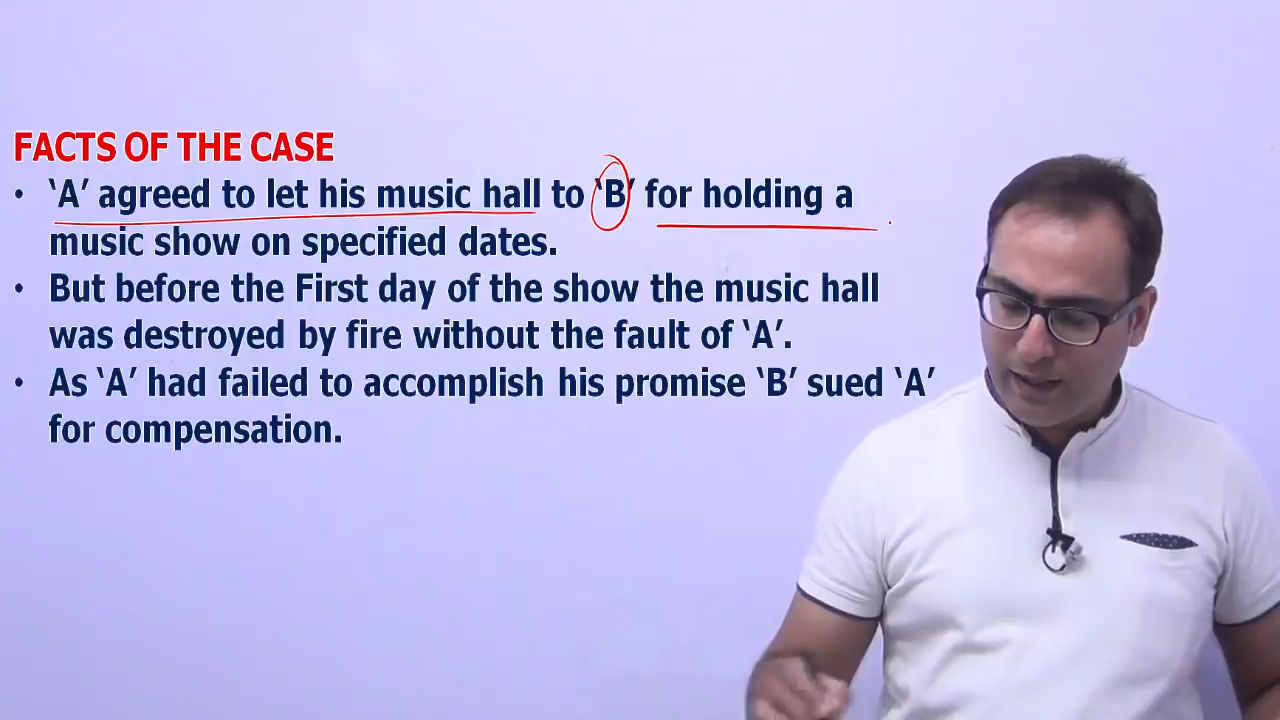 FACTS OF THE CASE
• ‘A’ agreed to let his music hall to ‘B’ for holding a
music show on specified dates.
• But before the First day of the show the music hall
was destroyed by fire without the fault of ‘A’.
• As ‘A’ had failed to accomplish his promise ‘B’ sued ‘A’
for compensation.